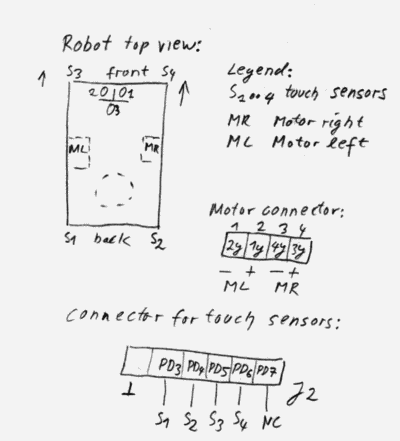 Robot top view:
S3 front S4
20|01
03
ML MR
S1 back S2
Legend:
S1..4 touch sensors
MR Motor right
ML Motor left
Motor connector:
1 2 3 4
2y 1y 4y 3y
- + - +
ML MR
Connector for touch sensors:
PD3 PD4 PD5 PD6 PD7
S1 S2 S3 S4 NC
J2